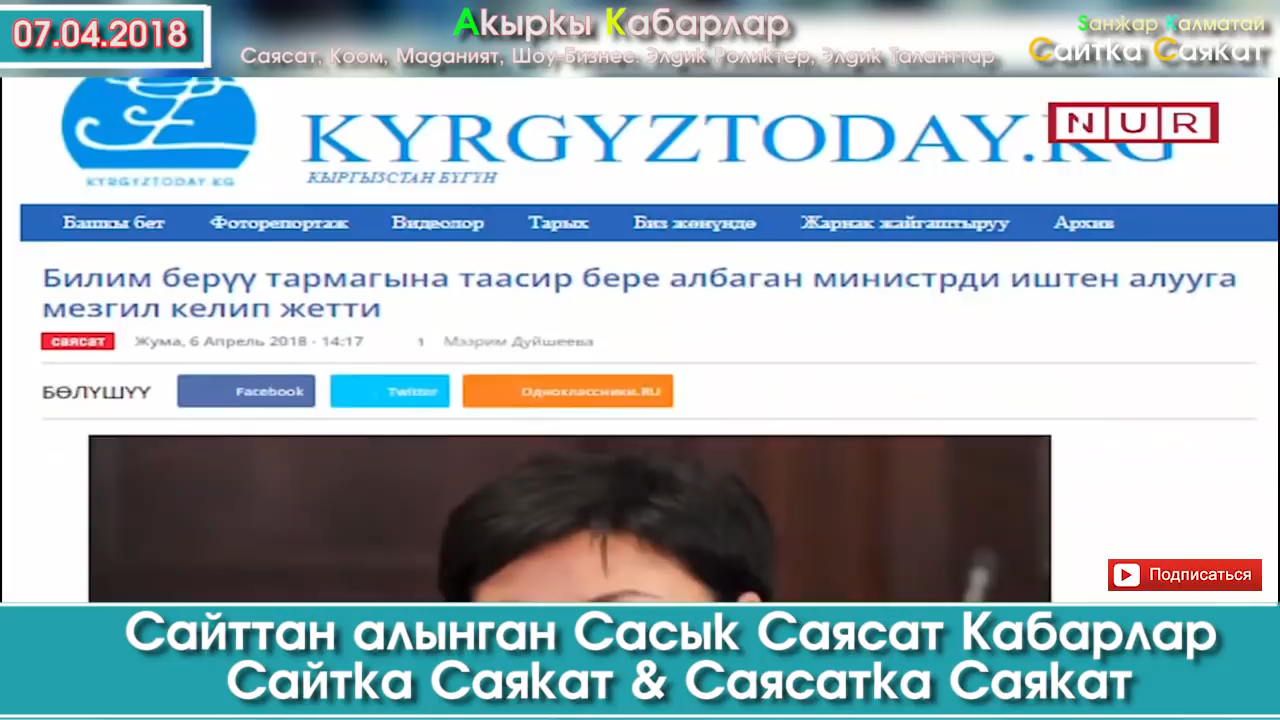 07.04.2018
Акыркы Кабарлар
Саясат, Коом, Маданият, Шоу-Бизнес. Элдик Роликтер, Элдик Таланттар
Sанжар Kалматай
Сайтка Саякат
KYRGYZTODAY.KG
NUR
KYRGYZTODAY.KG
КЫРГЫЗСТАН БҮГҮН
Башкы бет Фоторепортаж Видеолор Тарых Биз жөнүндө Жарнак жайгаштыруу Архив
Билим берүү тармагына таасир бере албаган министрди иштен алууга
мезгил келип жетти
саясат Жума, 6 Апрель 2018 - 14:17 1 Мээрим Дуйшеева
БӨЛҮШҮҮ Facebook Twitter Одноклассники.RU
Подписаться
Сайттан алынган Сасык Саясат Кабарлар
Сайтка Саякат & Саясатка Саякат